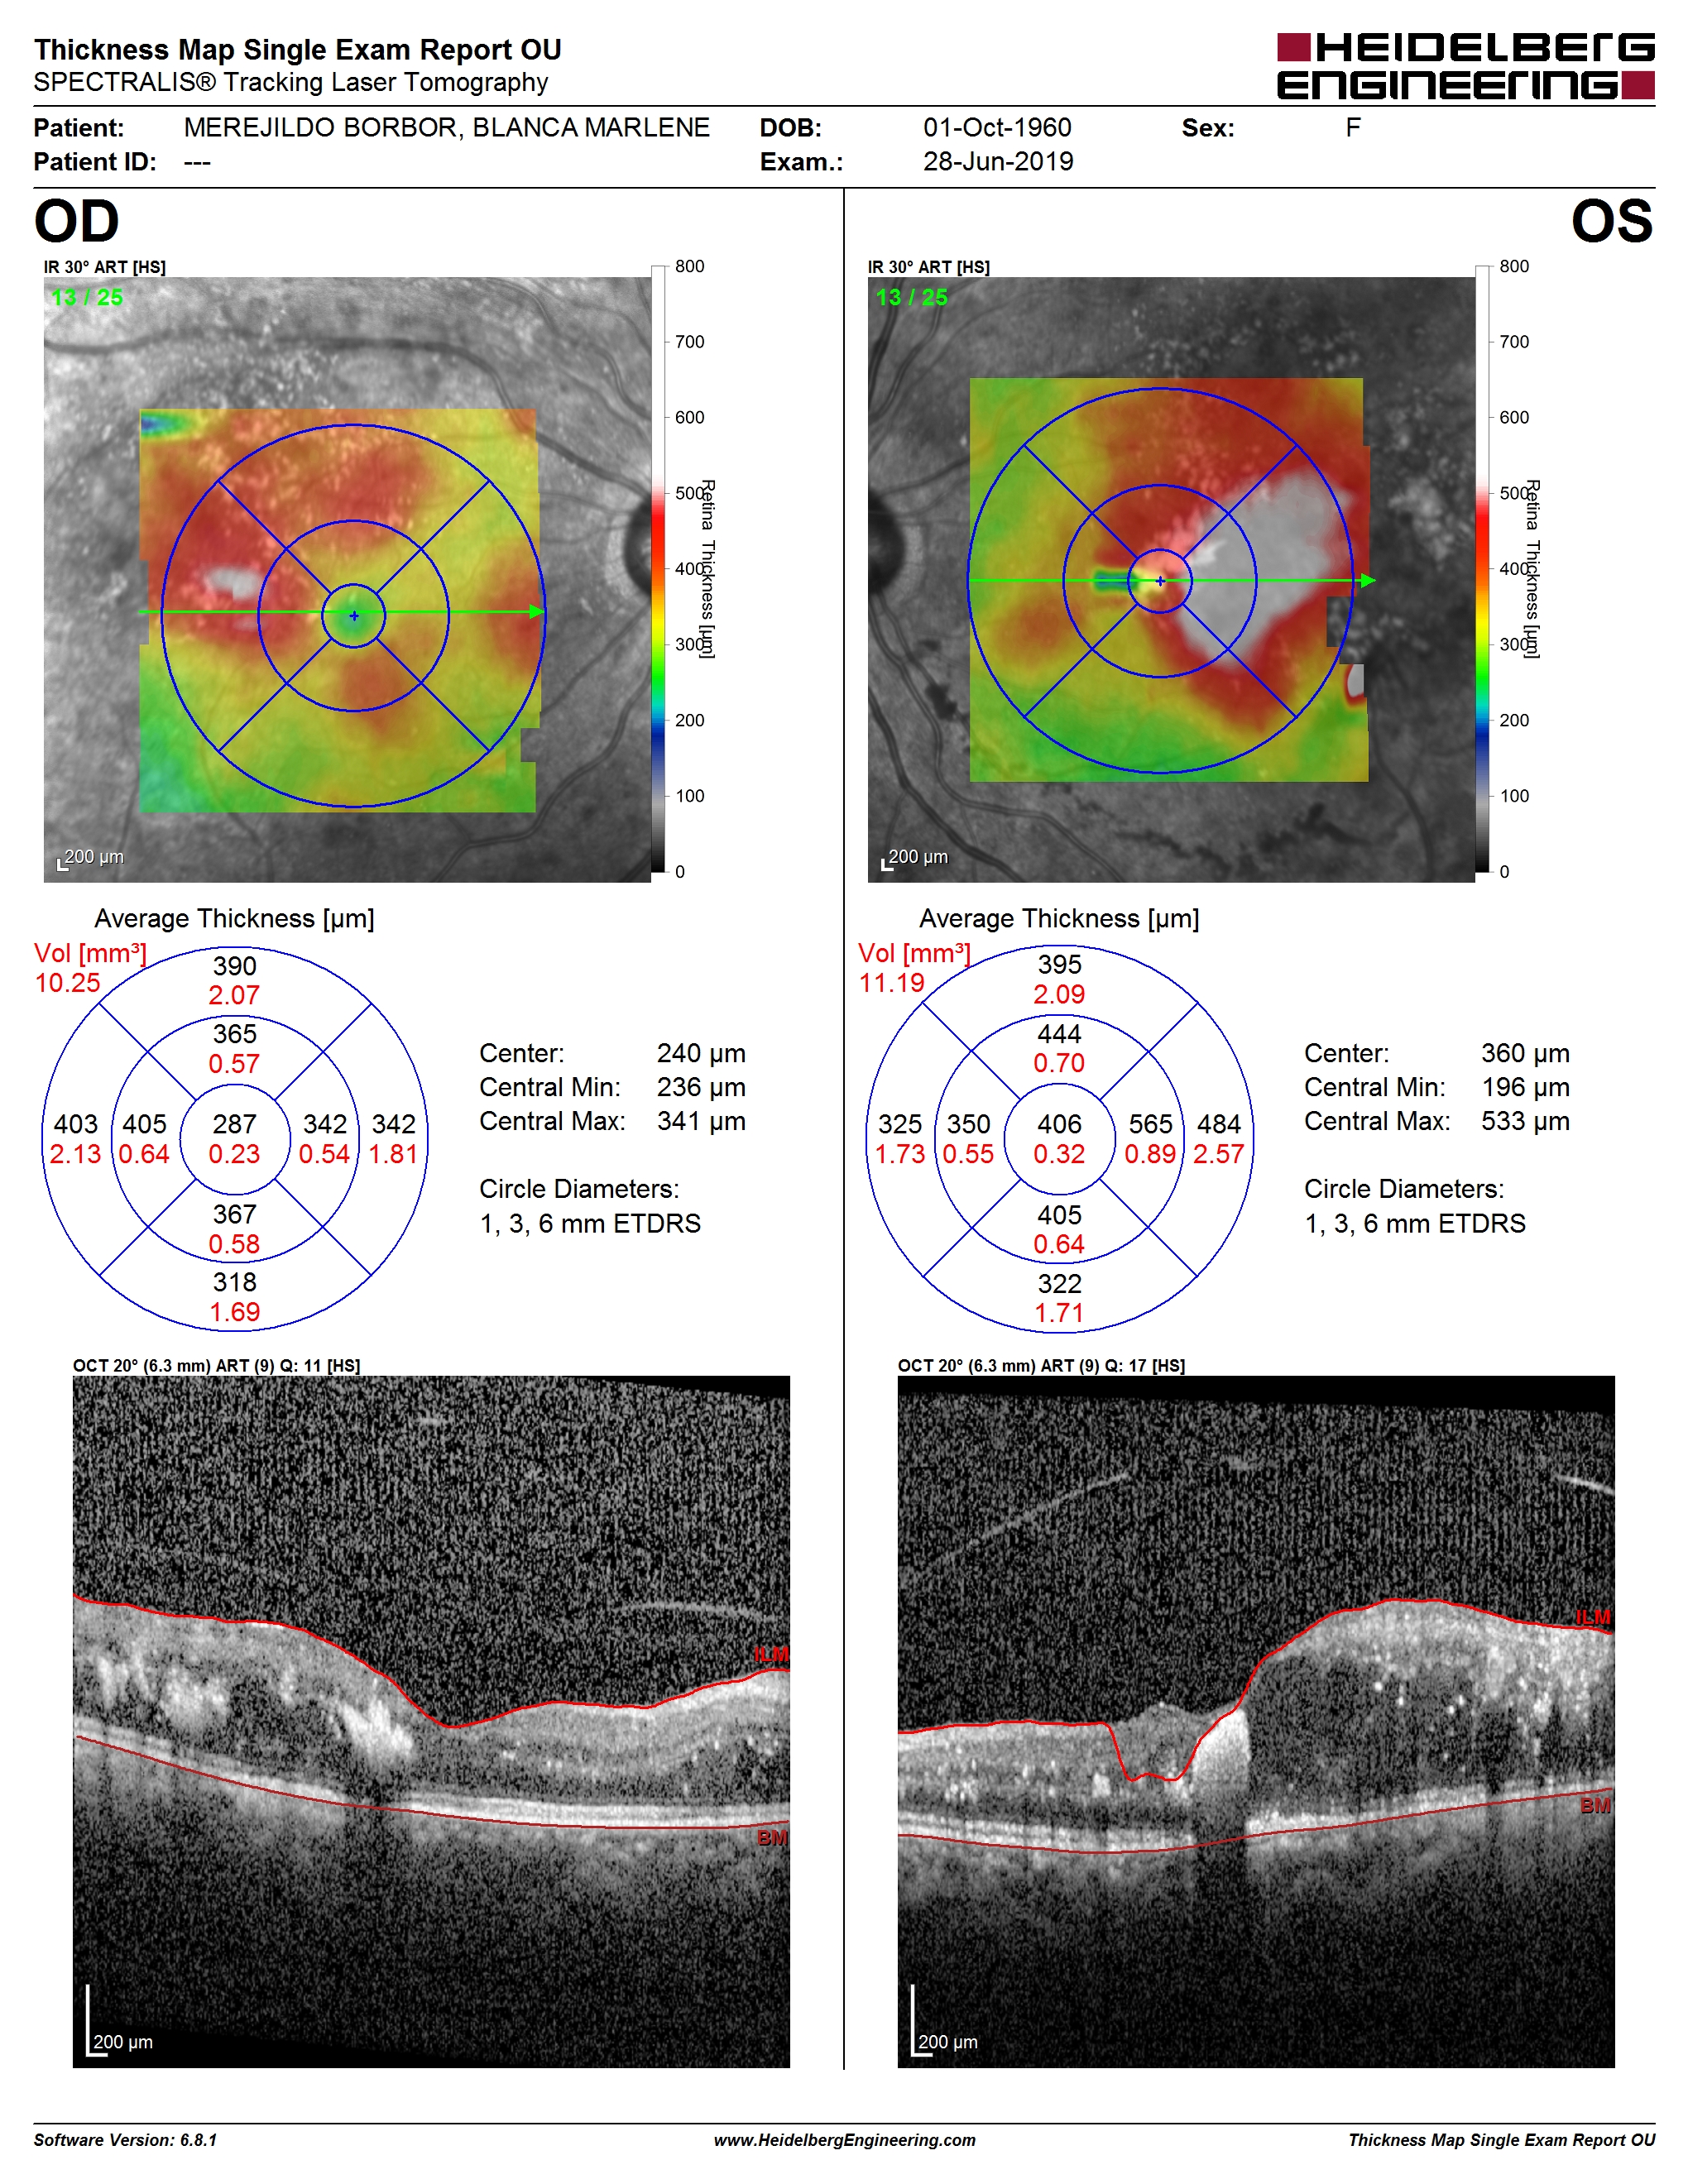 Thickness Map Single Exam Report OU
SPECTRALIS® Tracking Laser Tomography
HEIDELBERG
ENGINEERING
Patient: MEREJILDO BORBOR, BLANCA MARLENE DOB: 01-Oct-1960 Sex: F
Patient ID: --- Exam.: 28-Jun-2019
OD
IR 30° ART [HS]
13 / 25
200 µm
800
700
600
500
400
300
200
100
0
Retina Thickness [µm]
Average Thickness [µm]
Vol [mm³]
10.25
390
2.07
365
0.57
403 405 287 342 342
2.13 0.64 0.23 0.54 1.81
367
0.58
318
1.69
Center: 240 µm
Central Min: 236 µm
Central Max: 341 µm
Circle Diameters:
1, 3, 6 mm ETDRS
OCT 20° (6.3 mm) ART (9) Q: 11 [HS]
ILM
BM
200 µm
OS
IR 30° ART [HS]
13 / 25
200 µm
800
700
600
500
400
300
200
100
0
Retina Thickness [µm]
Average Thickness [µm]
Vol [mm³]
11.19
395
2.09
444
0.70
325 350 406 565 484
1.73 0.55 0.32 0.89 2.57
405
0.64
322
1.71
Center: 360 µm
Central Min: 196 µm
Central Max: 533 µm
Circle Diameters:
1, 3, 6 mm ETDRS
OCT 20° (6.3 mm) ART (9) Q: 17 [HS]
ILM
BM
200 µm
Software Version: 6.8.1 www.HeidelbergEngineering.com Thickness Map Single Exam Report OU